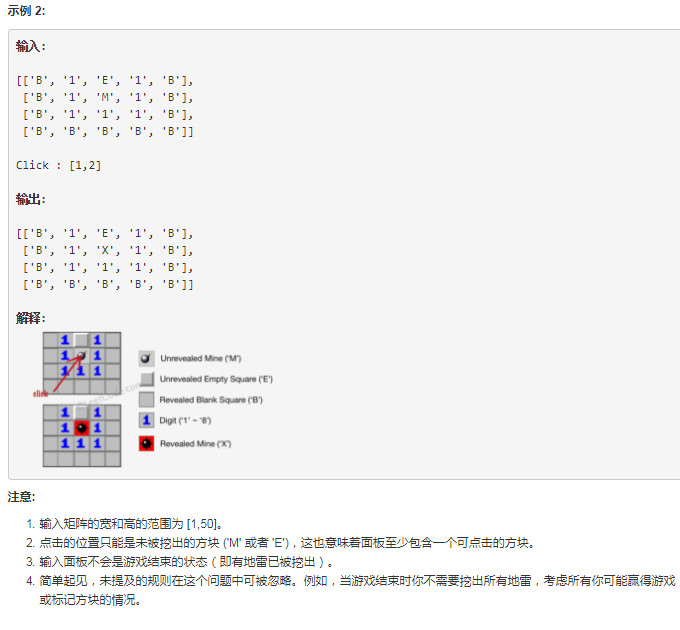 示例 2:
输入:
[['B', '1', 'E', '1', 'B'],
['B', '1', 'M', '1', 'B'],
['B', '1', '1', '1', 'B'],
['B', 'B', 'B', 'B', 'B']]
Click : [1,2]
输出:
[['B', '1', 'E', '1', 'B'],
['B', '1', 'X', '1', 'B'],
['B', '1', '1', '1', 'B'],
['B', 'B', 'B', 'B', 'B']]
解释:
1 1
1 1
1 1 1
click
1 1
1 1
1 1 1
Unrevealed Mine ('M')
Unrevealed Empty Square ('E')
Revealed Blank Square ('B')
1 Digit ('1' ~ '8')
Revealed Mine ('X')
注意:
1. 输入矩阵的宽和高的范围为 [1,50]。
2. 点击的位置只能是未被挖出的方块 ('M' 或者 'E')，这也意味着面板至少包含一个可点击的方块。
3. 输入面板不会是游戏结束的状态（即有地雷已被挖出）。
4. 简单起见，未提及的规则在这个问题中可被忽略。例如，当游戏结束时你不需要挖出所有地雷，考虑所有你可能赢得游戏
或标记方块的情况。